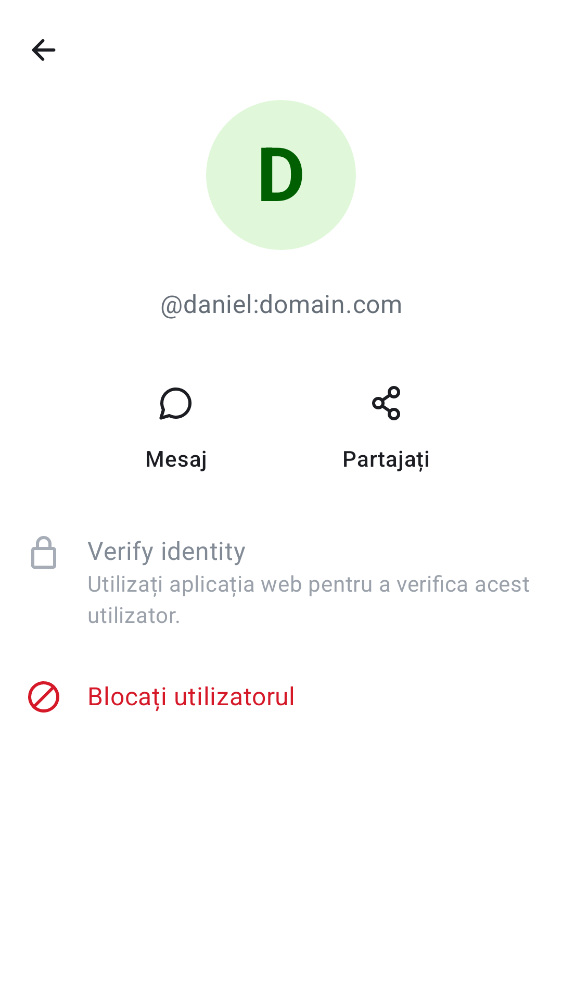 D
@daniel:domain.com
Mesaj
Partajați
Verify identity
Utilizați aplicația web pentru a verifica acest
utilizator.
Blocați utilizatorul